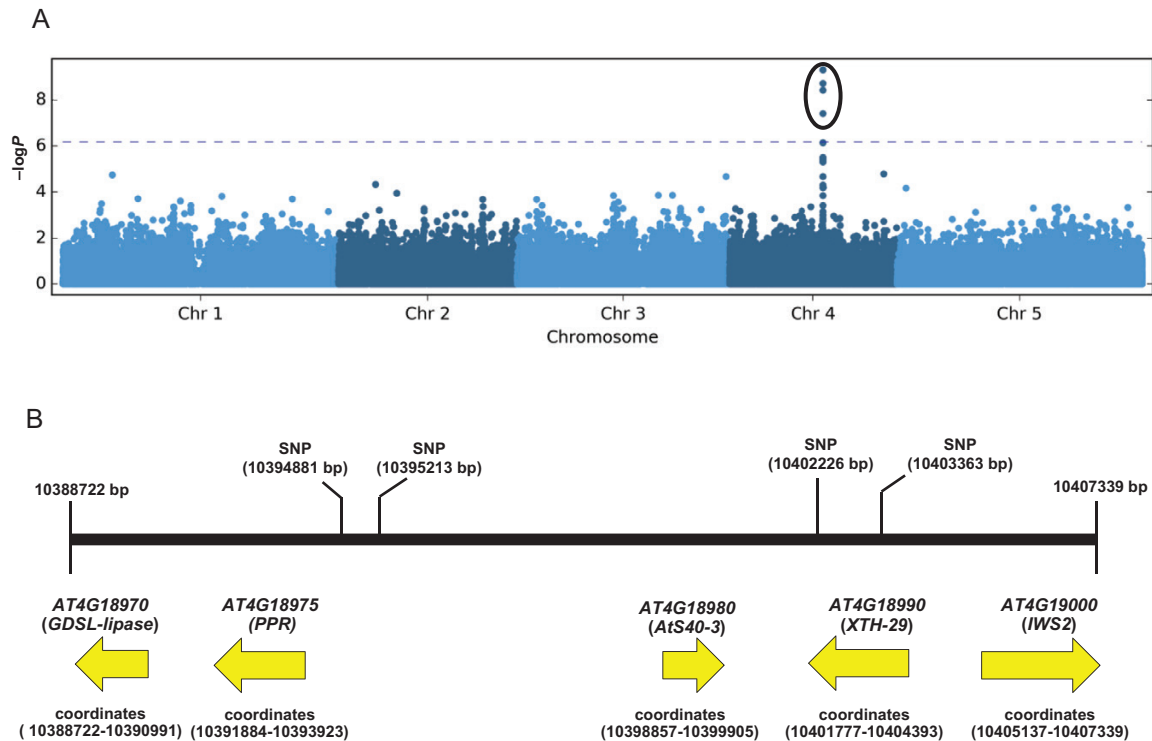 A
8
6
4
2
0
−logP
Chr 1
Chr 2
Chr 3
Chr 4
Chr 5
Chromosome
B
SNP
(10394881 bp)
SNP
(10395213 bp)
SNP
(10402226 bp)
SNP
(10403363 bp)
10388722 bp
10407339 bp
AT4G18970
(GDSL-lipase)
AT4G18975
(PPR)
AT4G18980
(AtS40-3)
AT4G18990
(XTH-29)
AT4G19000
(IWS2)
coordinates
( 10388722-10390991)
coordinates
(10391884-10393923)
coordinates
(10398857-10399905)
coordinates
(10401777-10404393)
coordinates
(10405137-10407339)